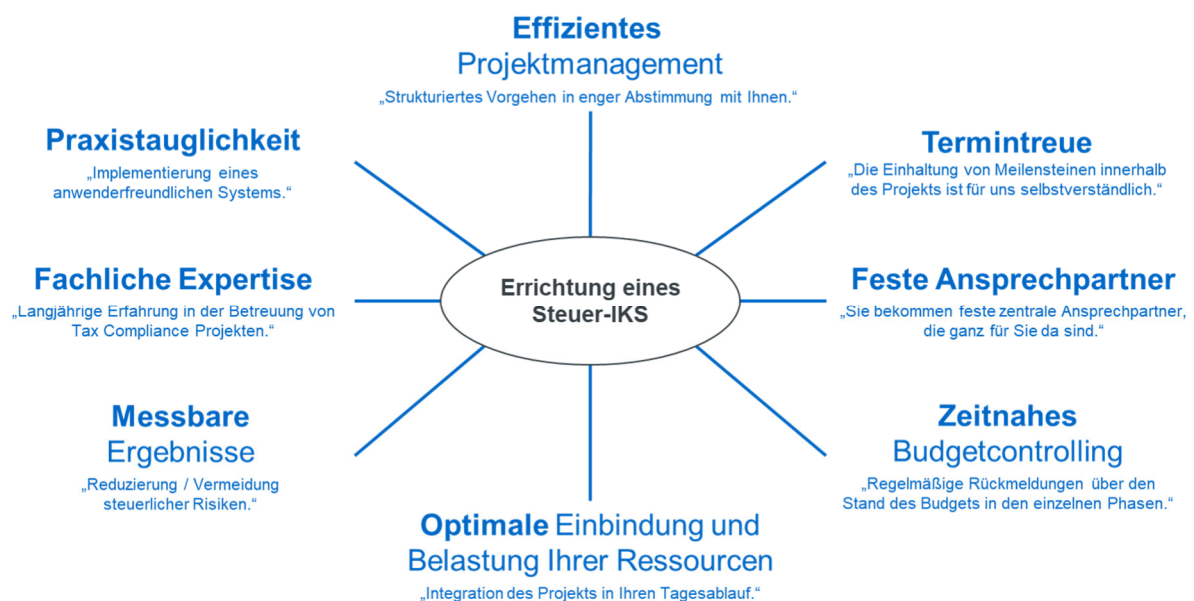 Effizientes
Projektmanagement
„Strukturiertes Vorgehen in enger Abstimmung mit Ihnen.“
Praxistauglichkeit
„Implementierung eines
anwenderfreundlichen Systems.“
Termintreue
„Die Einhaltung von Meilensteinen innerhalb
des Projekts ist für uns selbstverständlich.“
Fachliche Expertise
„Langjährige Erfahrung in der Betreuung von
Tax Compliance Projekten.“
Errichtung eines
Steuer-IKS
Feste Ansprechpartner
„Sie bekommen feste zentrale Ansprechpartner,
die ganz für Sie da sind.“
Messbare
Ergebnisse
„Reduzierung / Vermeidung
steuerlicher Risiken.“
Zeitnahes
Budgetcontrolling
„Regelmäßige Rückmeldungen über den
Stand des Budgets in den einzelnen Phasen.“
Optimale Einbindung und
Belastung Ihrer Ressourcen
„Integration des Projekts in Ihren Tagesablauf.“